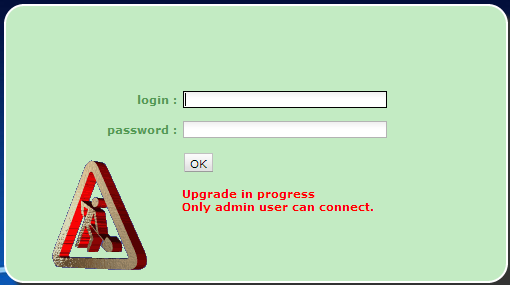 login :
password :
OK
Upgrade in progress
Only admin user can connect.